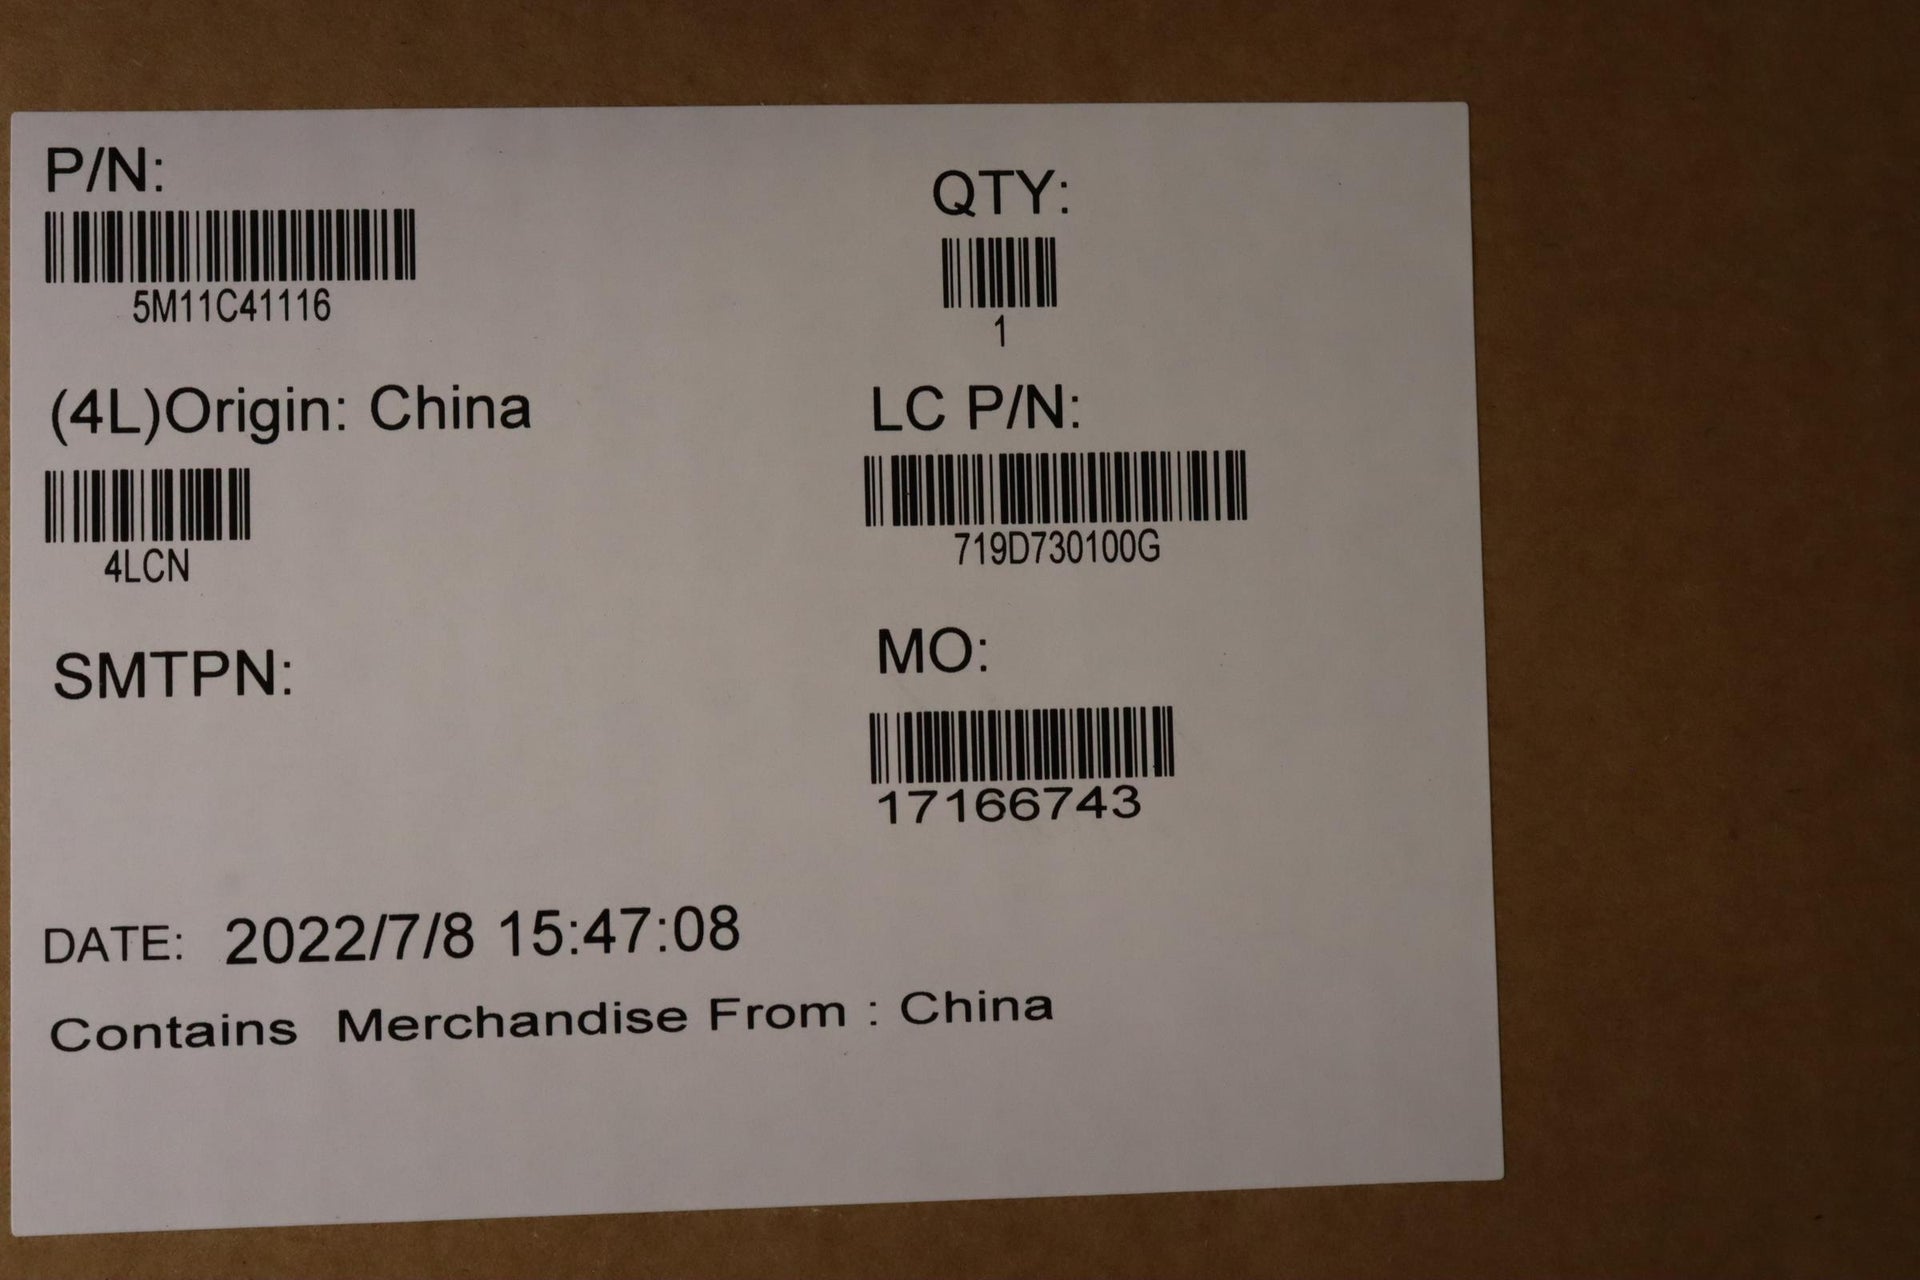 P/N:
5M11C41116
QTY:
1
(4L)Origin: China
4LCN
LC P/N:
719D730100G
SMTPN:
MO:
17166743
DATE: 2022/7/8 15:47:08
Contains Merchandise From : China